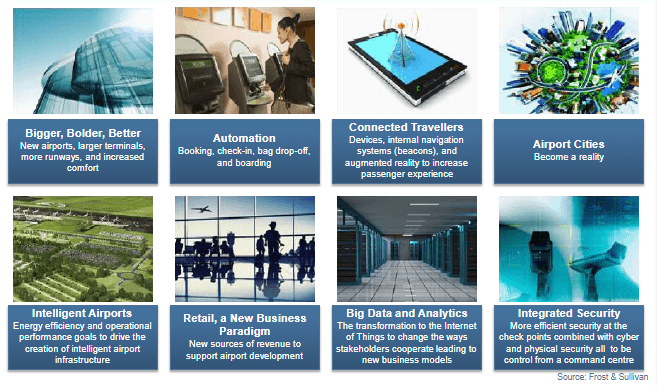 Bigger, Bolder, Better
New airports, larger terminals,
more runways, and increased
comfort
Automation
Booking, check-in, bag drop-off,
and boarding
Connected Travellers
Devices, internal navigation
systems (beacons), and
augmented reality to increase
passenger experience
Airport Cities
Become a reality
Intelligent Airports
Energy efficiency and operational
performance goals to drive the
creation of intelligent airport
infrastructure
Retail, a New Business
Paradigm
New sources of revenue to
support airport development
Big Data and Analytics
The transformation to the Internet
of Things to change the ways
stakeholders cooperate leading to
new business models
Integrated Security
More efficient security at the
check points combined with cyber
and physical security all to be
control from a command centre
Source: Frost & Sullivan